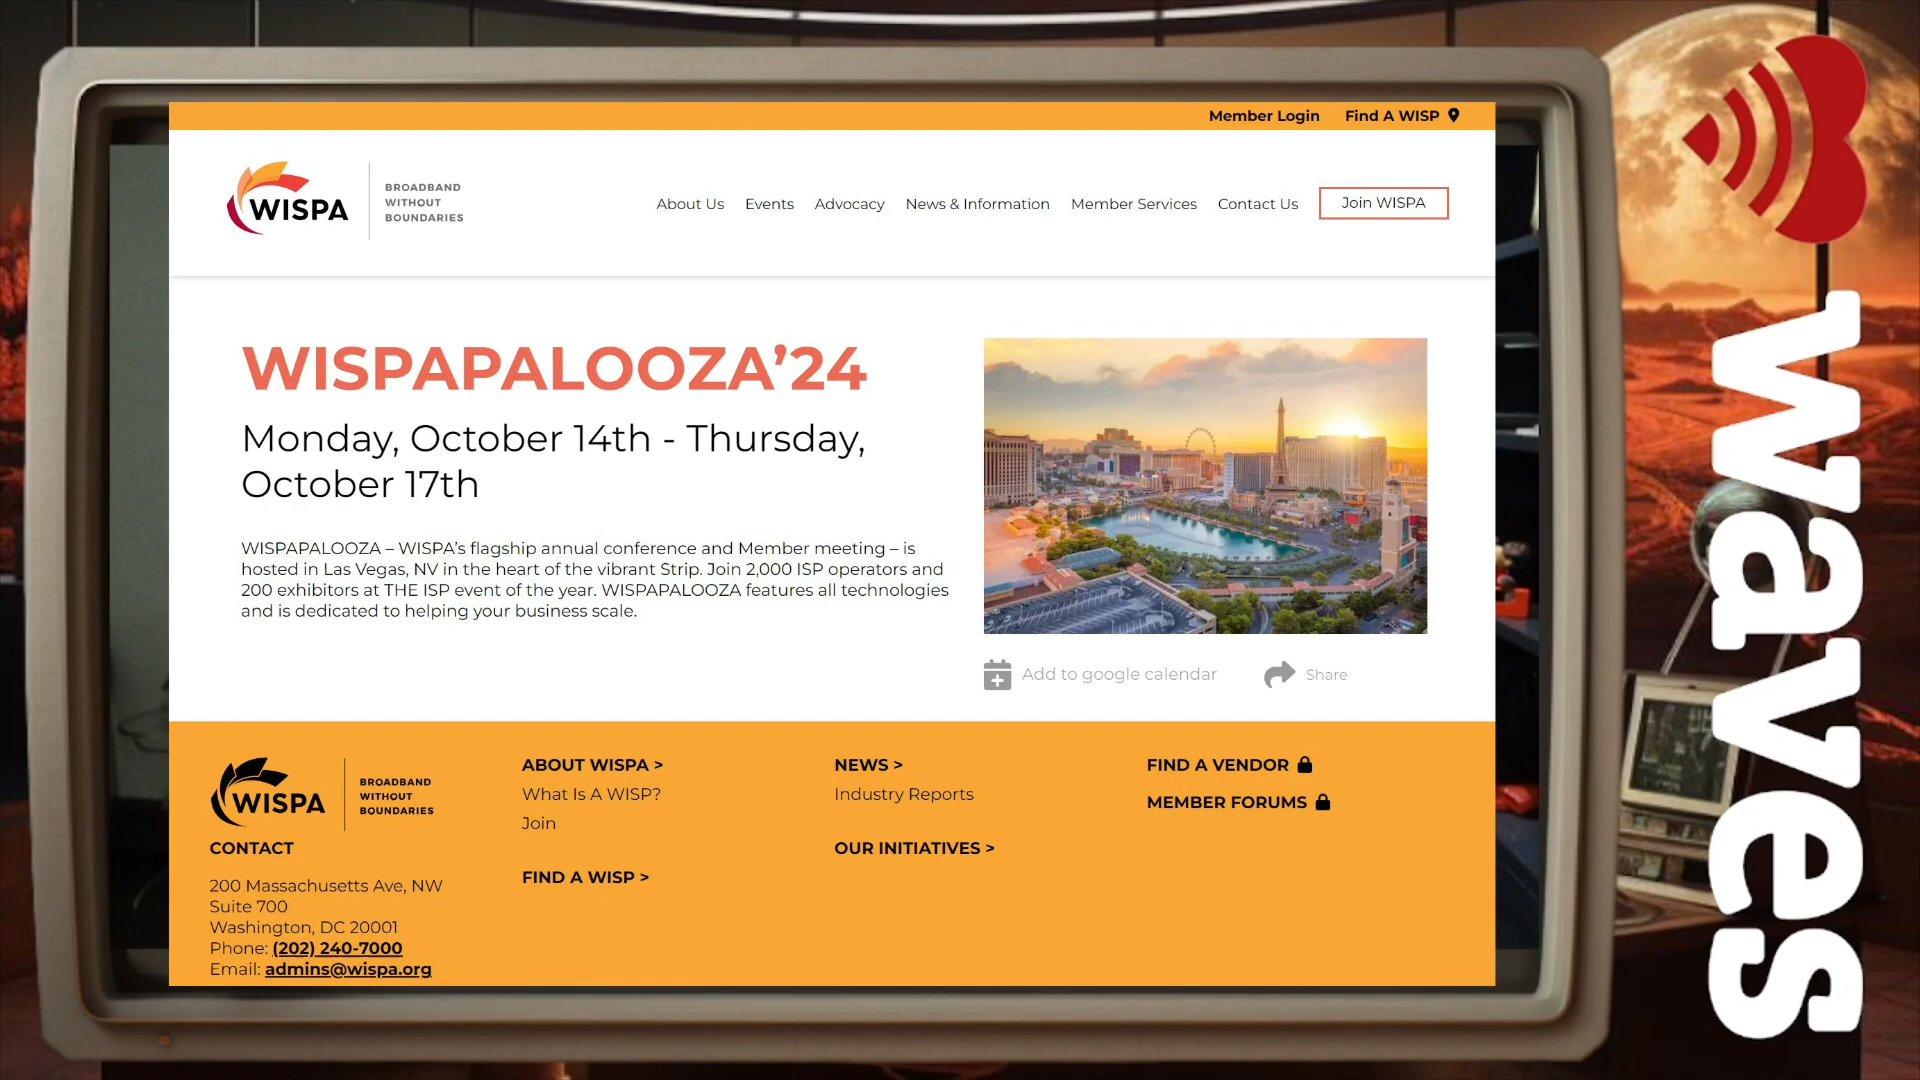 Member Login Find A WISP
WISPA
BROADBAND
WITHOUT
BOUNDARIES
About Us Events Advocacy News & Information Member Services Contact Us Join WISPA
WISPAPALOOZA’24
Monday, October 14th - Thursday,
October 17th
WISPAPALOOZA – WISPA’s flagship annual conference and Member meeting – is
hosted in Las Vegas, NV in the heart of the vibrant Strip. Join 2,000 ISP operators and
200 exhibitors at THE ISP event of the year. WISPAPALOOZA features all technologies
and is dedicated to helping your business scale.
Add to google calendar Share
WISPA
BROADBAND
WITHOUT
BOUNDARIES
CONTACT
200 Massachusetts Ave, NW
Suite 700
Washington, DC 20001
Phone: (202) 240-7000
Email: admins@wispa.org
ABOUT WISPA >
What Is A WISP?
Join
FIND A WISP >
NEWS >
Industry Reports
OUR INITIATIVES >
FIND A VENDOR
MEMBER FORUMS
waves